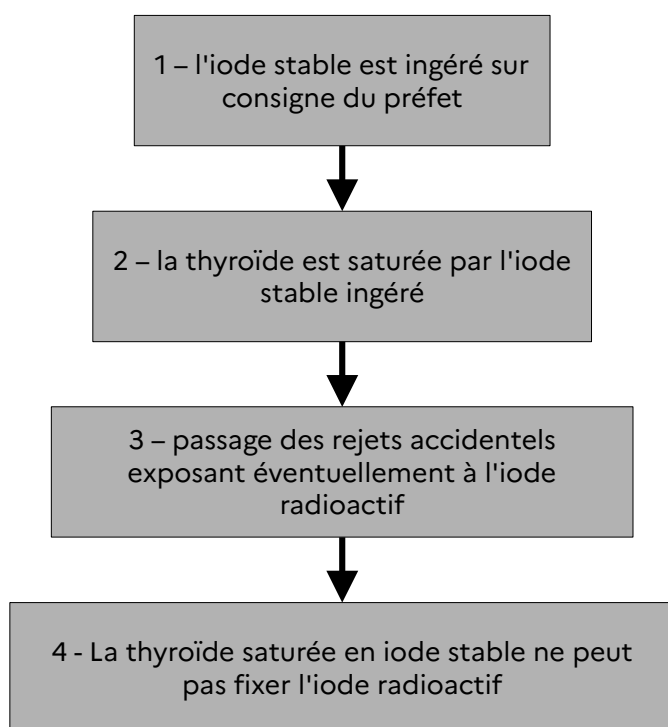 1 – l'iode stable est ingéré sur
consigne du préfet
2 – la thyroïde est saturée par l'iode
stable ingéré
3 – passage des rejets accidentels
exposant éventuellement à l'iode
radioactif
4 - La thyroïde saturée en iode stable ne peut
pas fixer l'iode radioactif